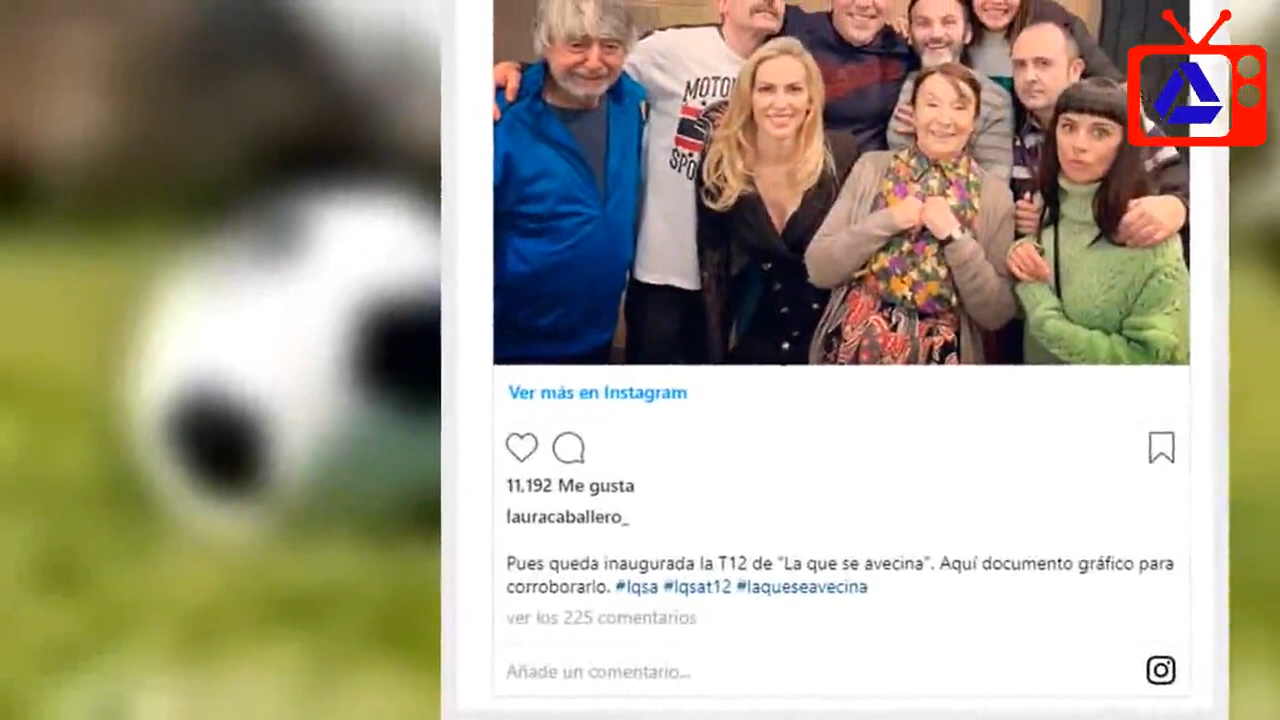 MOTO
SPO
Ver más en Instagram
11,192 Me gusta
lauracaballero_
Pues queda inaugurada la T12 de "La que se avecina". Aquí documento gráfico para
corroborarlo. #lqsa #lqsat12 #laqueseavecina
ver los 225 comentarios
Añade un comentario...